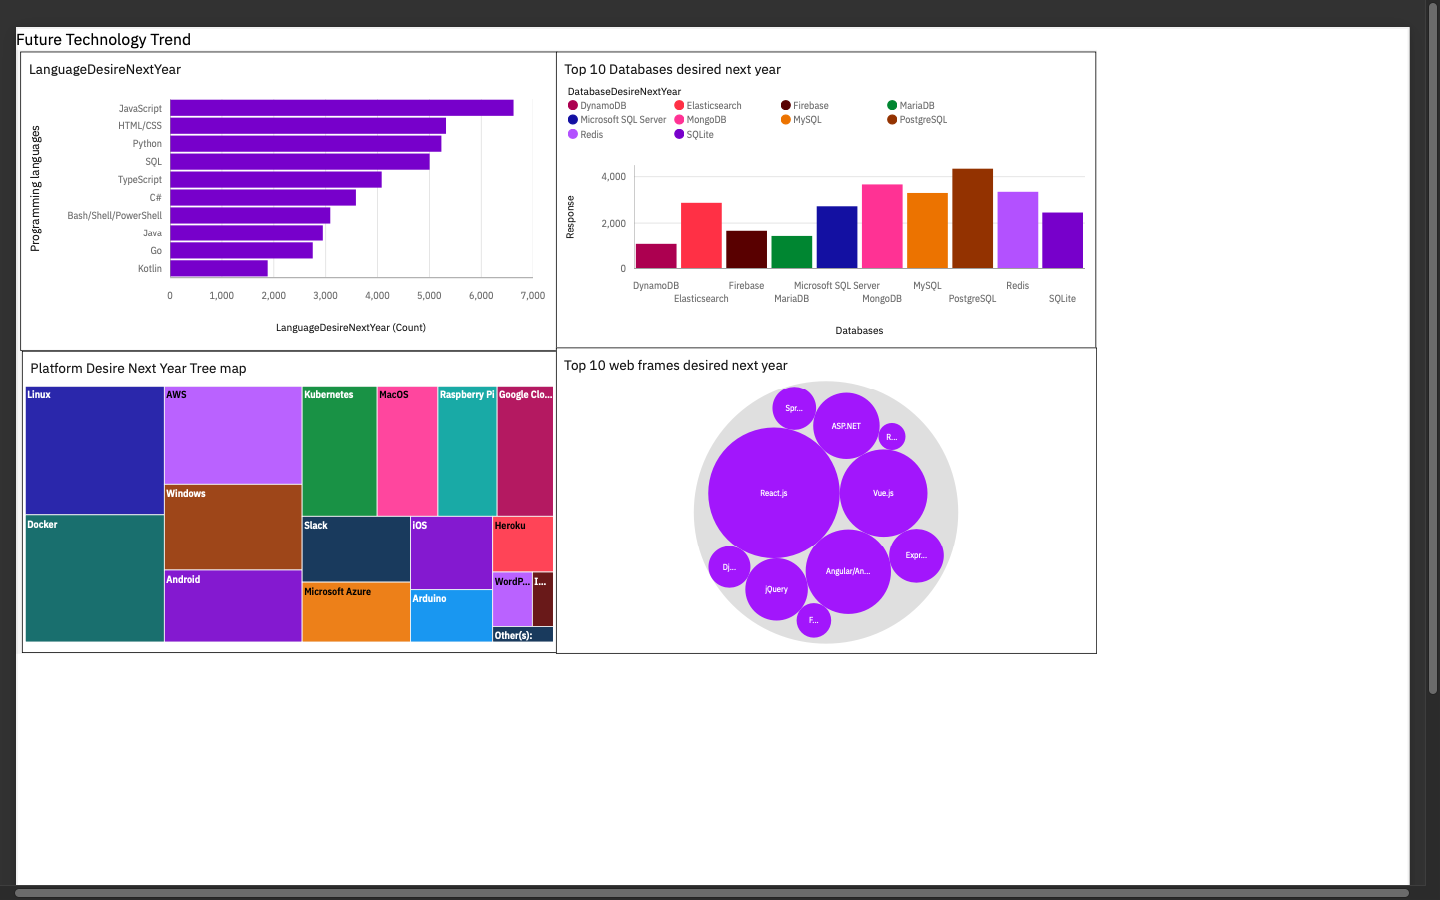 Future Technology Trend
LanguageDesireNextYear
Programming languages
JavaScript
HTML/CSS
Python
SQL
TypeScript
C#
Bash/Shell/PowerShell
Java
Go
Kotlin
0 1,000 2,000 3,000 4,000 5,000 6,000 7,000
LanguageDesireNextYear (Count)
Top 10 Databases desired next year
DatabaseDesireNextYear
DynamoDB Elasticsearch Firebase MariaDB
Microsoft SQL Server MongoDB MySQL PostgreSQL
Redis SQLite
Response
4,000
2,000
0
DynamoDB Firebase Microsoft SQL Server MySQL Redis
Elasticsearch MariaDB MongoDB PostgreSQL SQLite
Databases
Platform Desire Next Year Tree map
Linux AWS Kubernetes MacOS Raspberry Pi Google Clo...
Windows
Docker Slack iOS Heroku
Android Microsoft Azure Arduino WordP... I...
Other(s):
Top 10 web frames desired next year
Spr...
ASP.NET
R...
React.js Vue.js
Expr...
Dj... Angular/An...
jQuery
F...